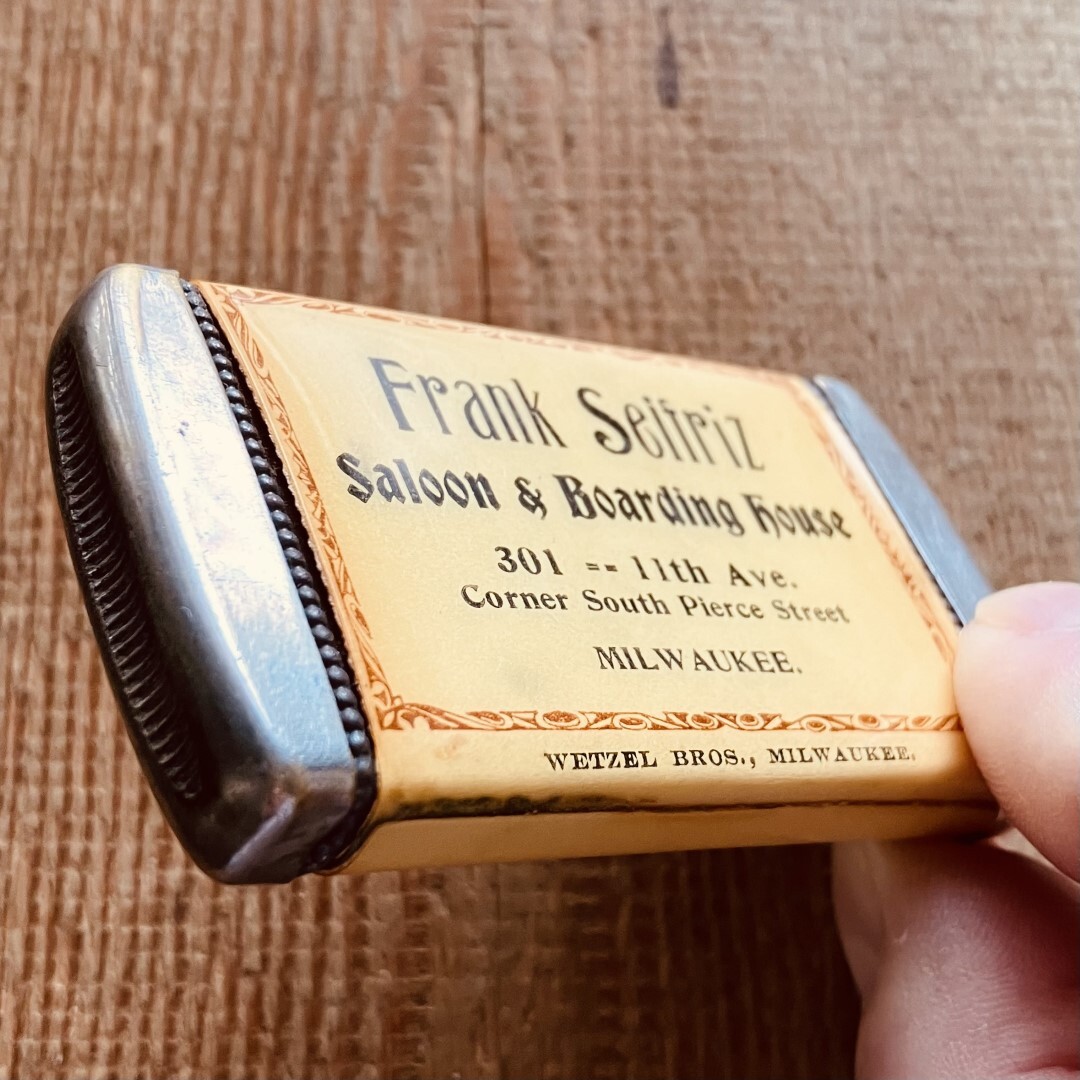 Frank Seifriz
Saloon & Boarding House
301 == 11th Ave.
Corner South Pierce Street
MILWAUKEE.
WETZEL BROS., MILWAUKEE.